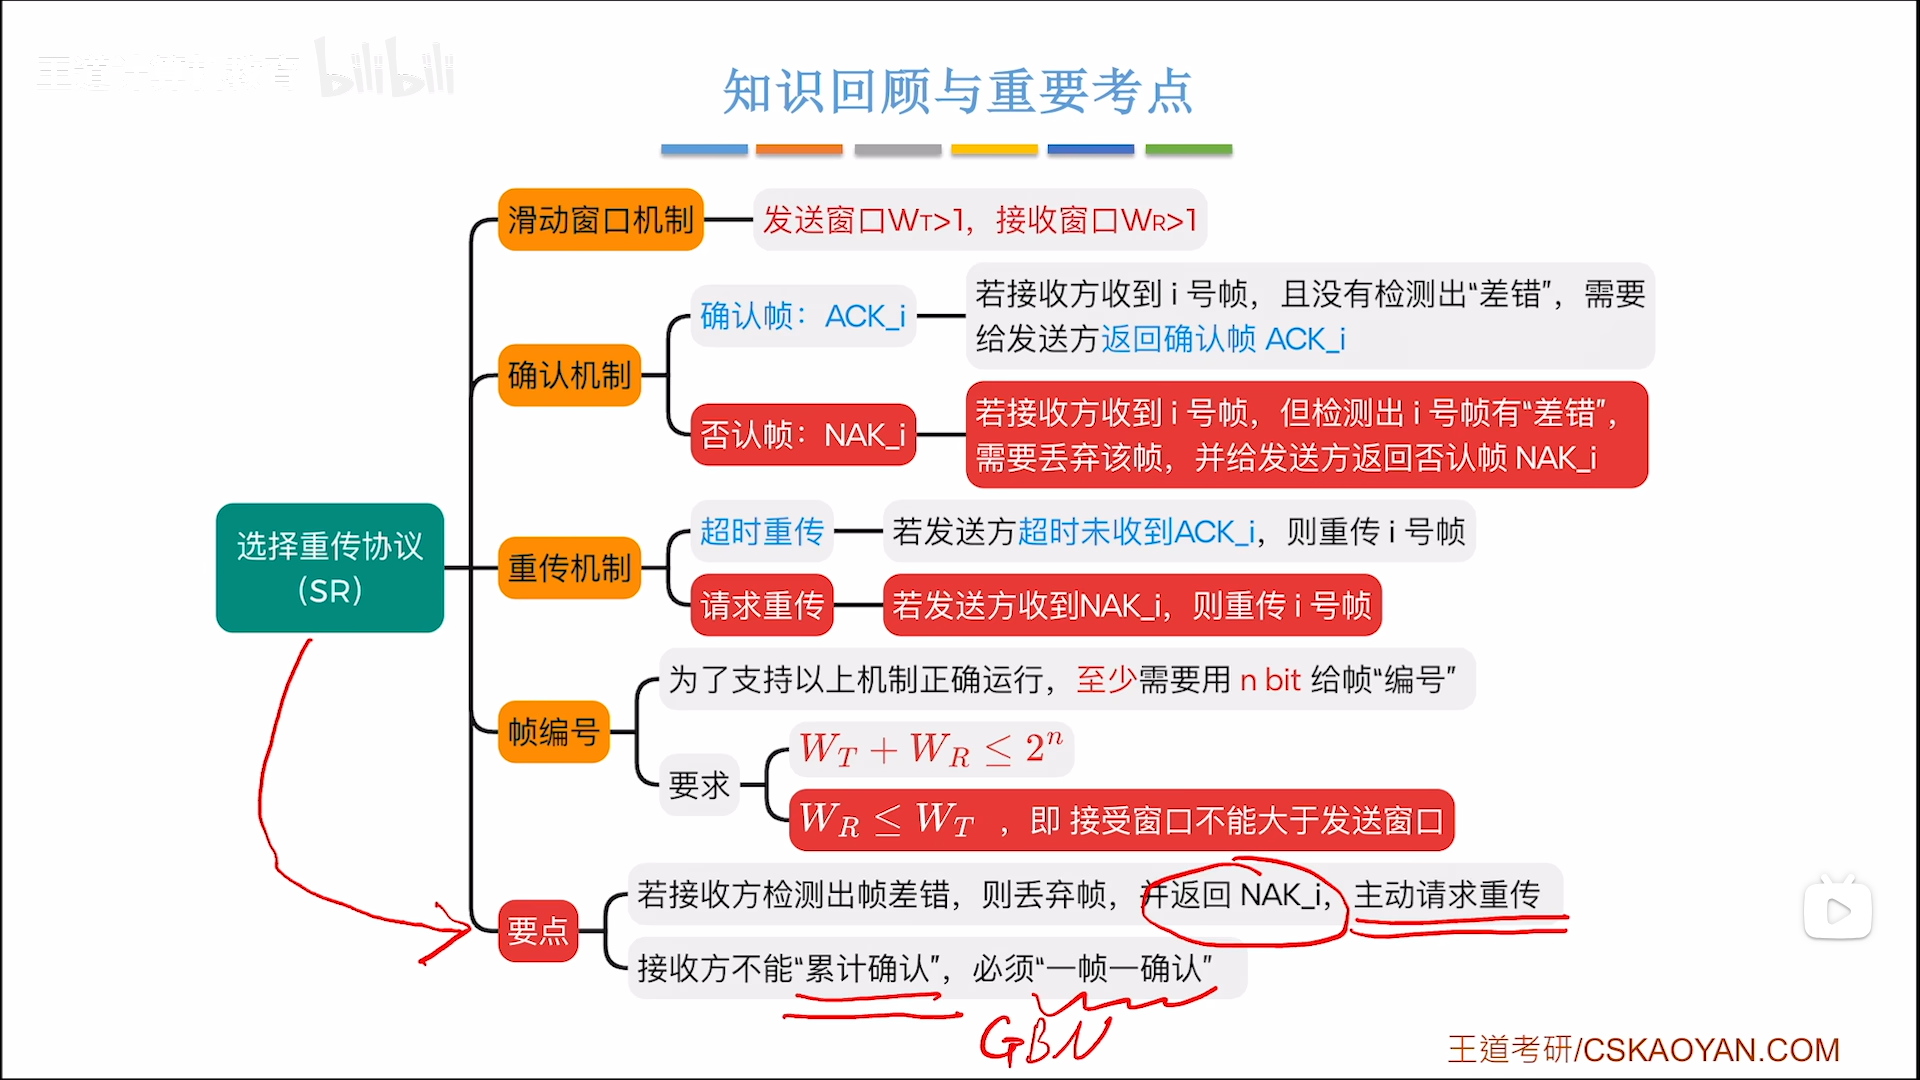 王道计算机教育 bilibili
知识回顾与重要考点
滑动窗口机制
发送窗口WT>1，接收窗口WR>1
确认机制
确认帧：ACK_i
若接收方收到 i 号帧，且没有检测出“差错”，需要
给发送方返回确认帧 ACK_i
否认帧：NAK_i
若接收方收到 i 号帧，但检测出 i 号帧有“差错”，
需要丢弃该帧，并给发送方返回否认帧 NAK_i
选择重传协议
（SR）
重传机制
超时重传
若发送方超时未收到ACK_i，则重传 i 号帧
请求重传
若发送方收到NAK_i，则重传 i 号帧
帧编号
为了支持以上机制正确运行，至少需要用 n bit 给帧“编号”
要求
W_T + W_R ≤ 2^n
W_R ≤ W_T ，即 接受窗口不能大于发送窗口
要点
若接收方检测出帧差错，则丢弃帧，并返回 NAK_i，主动请求重传
接收方不能“累计确认”，必须“一帧一确认”
GBN
王道考研/CSKAOYAN.COM